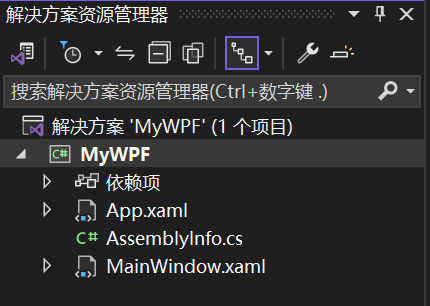 解决方案资源管理器
搜索解决方案资源管理器(Ctrl+数字键 .)
解决方案 'MyWPF' (1 个项目)
C# MyWPF
依赖项
App.xaml
C# AssemblyInfo.cs
MainWindow.xaml